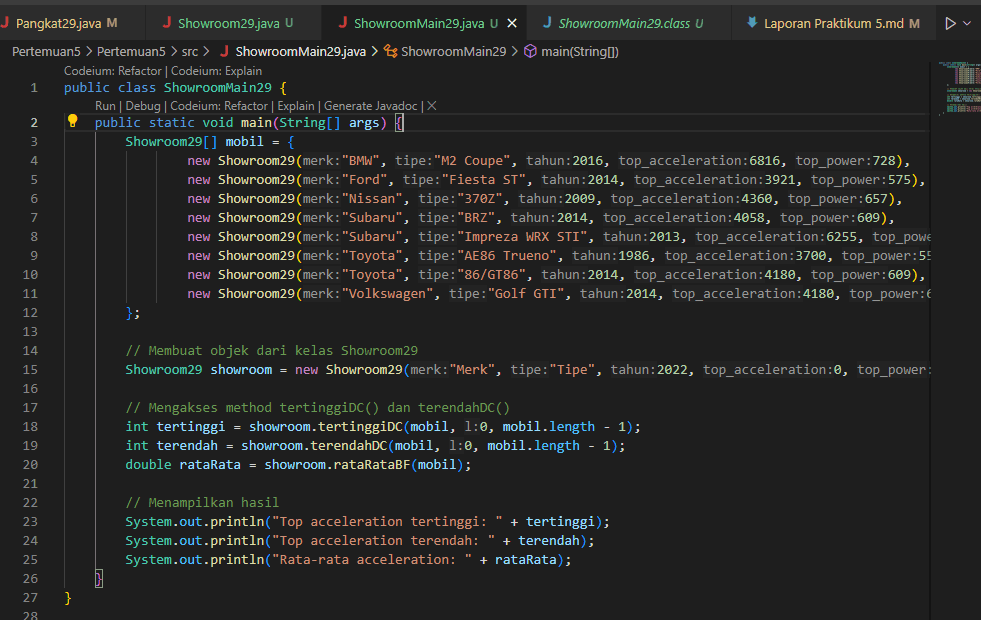 Pangkat29.java M Showroom29.java U ShowroomMain29.java U ShowroomMain29.class U Laporan Praktikum 5.md M
Pertemuan5 > Pertemuan5 > src > ShowroomMain29.java > ShowroomMain29 > main(String[])
Codeium: Refactor | Codeium: Explain
1 public class ShowroomMain29 {
Run | Debug | Codeium: Refactor | Explain | Generate Javadoc | ×
2 public static void main(String[] args) {
3 Showroom29[] mobil = {
4 new Showroom29(merk:"BMW", tipe:"M2 Coupe", tahun:2016, top_acceleration:6816, top_power:728),
5 new Showroom29(merk:"Ford", tipe:"Fiesta ST", tahun:2014, top_acceleration:3921, top_power:575),
6 new Showroom29(merk:"Nissan", tipe:"370Z", tahun:2009, top_acceleration:4360, top_power:657),
7 new Showroom29(merk:"Subaru", tipe:"BRZ", tahun:2014, top_acceleration:4058, top_power:609),
8 new Showroom29(merk:"Subaru", tipe:"Impreza WRX STI", tahun:2013, top_acceleration:6255, top_powe
9 new Showroom29(merk:"Toyota", tipe:"AE86 Trueno", tahun:1986, top_acceleration:3700, top_power:55
10 new Showroom29(merk:"Toyota", tipe:"86/GT86", tahun:2014, top_acceleration:4180, top_power:609),
11 new Showroom29(merk:"Volkswagen", tipe:"Golf GTI", tahun:2014, top_acceleration:4180, top_power:6
12 };
13
14 // Membuat objek dari kelas Showroom29
15 Showroom29 showroom = new Showroom29(merk:"Merk", tipe:"Tipe", tahun:2022, top_acceleration:0, top_power:
16
17 // Mengakses method tertinggiDC() dan terendahDC()
18 int tertinggi = showroom.tertinggiDC(mobil, l:0, mobil.length - 1);
19 int terendah = showroom.terendahDC(mobil, l:0, mobil.length - 1);
20 double rataRata = showroom.rataRataBF(mobil);
21
22 // Menampilkan hasil
23 System.out.println("Top acceleration tertinggi: " + tertinggi);
24 System.out.println("Top acceleration terendah: " + terendah);
25 System.out.println("Rata-rata acceleration: " + rataRata);
26 }
27 }
28